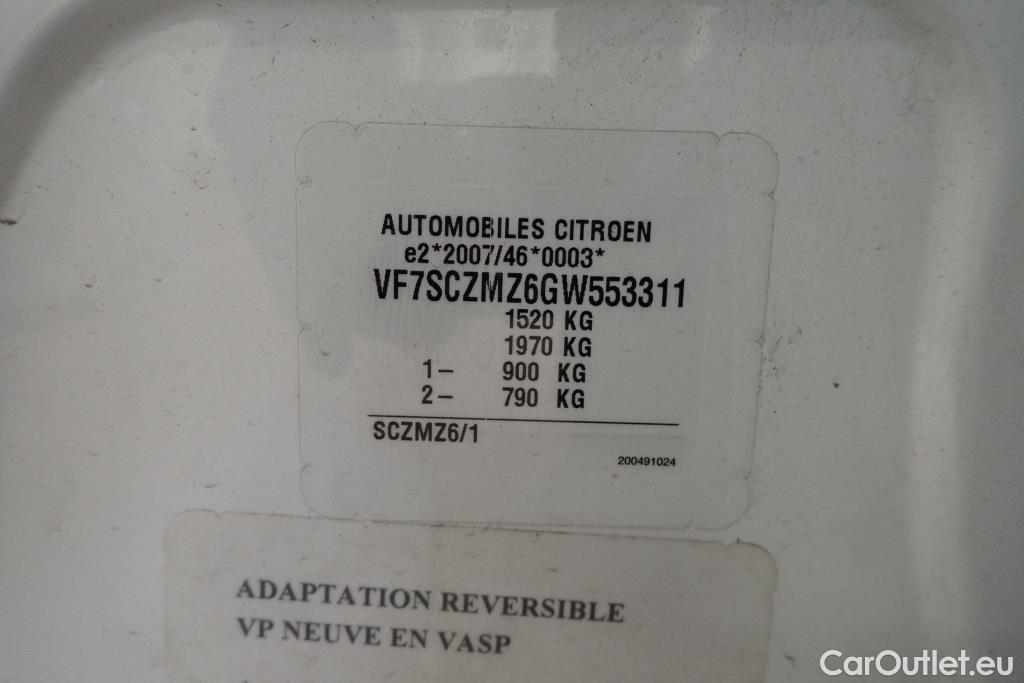 AUTOMOBILES CITROEN
e2*2007/46*0003*
VF7SCZMZ6GW553311
1520 KG
1970 KG
1- 900 KG
2- 790 KG
SCZMZ6/1
200491024
ADAPTATION REVERSIBLE
VP NEUVE EN VASP
CarOutlet.eu